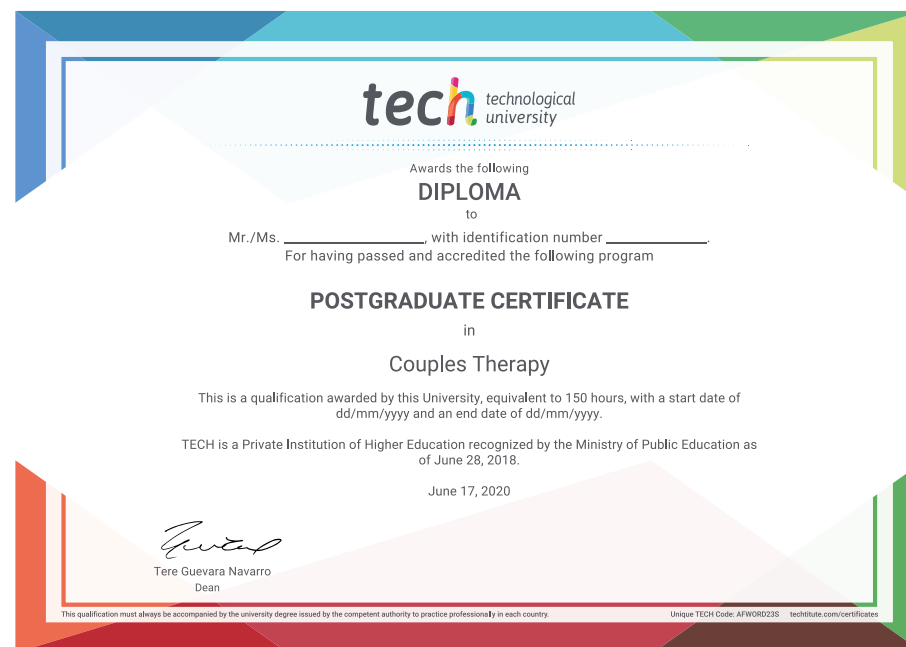 tech technological
university
Awards the following
DIPLOMA
to
Mr./Ms. ____________________, with identification number ______________.
For having passed and accredited the following program
POSTGRADUATE CERTIFICATE
in
Couples Therapy
This is a qualification awarded by this University, equivalent to 150 hours, with a start date of
dd/mm/yyyy and an end date of dd/mm/yyyy.
TECH is a Private Institution of Higher Education recognized by the Ministry of Public Education as
of June 28, 2018.
June 17, 2020
Tere Guevara Navarro
Dean
This qualification must always be accompanied by the university degree issued by the competent authority to practice professionally in each country.
Unique TECH Code: AFWORD23S techtitute.com/certificates